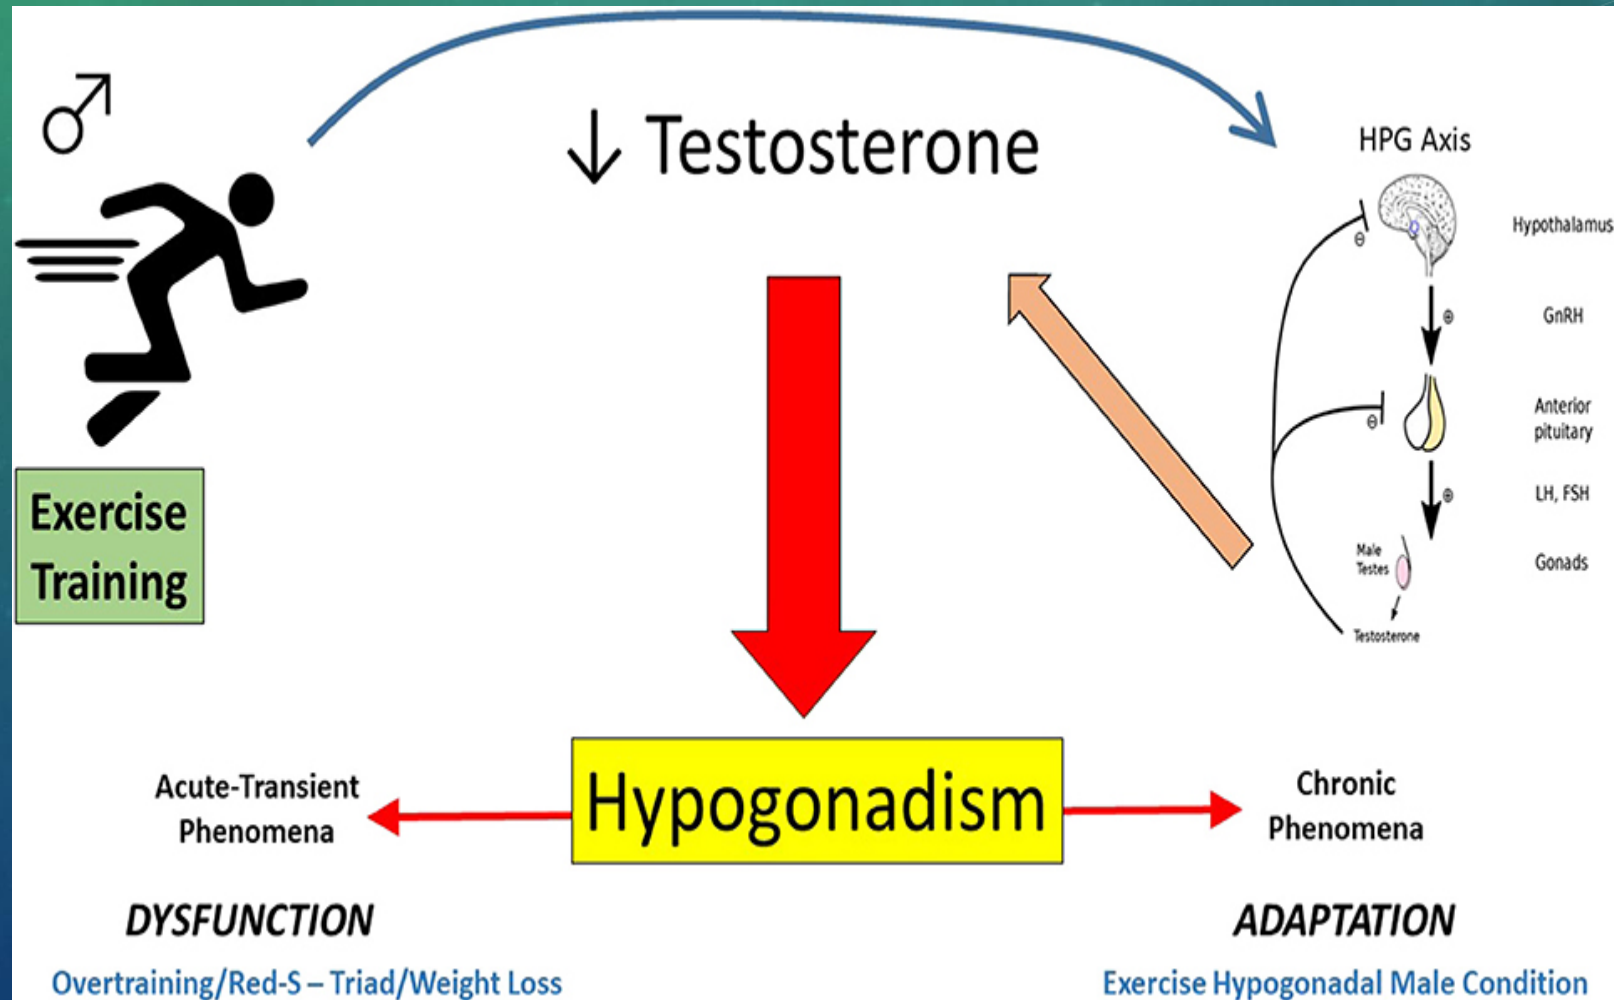 ↓ Testosterone
HPG Axis
Hypothalamus
⊖
GnRH
⊕
Anterior
pituitary
⊖
LH, FSH
⊕
Male
Testes
Gonads
Testosterone
Exercise
Training
Hypogonadism
Acute-Transient
Phenomena
Chronic
Phenomena
DYSFUNCTION
ADAPTATION
Overtraining/Red-S – Triad/Weight Loss
Exercise Hypogonadal Male Condition